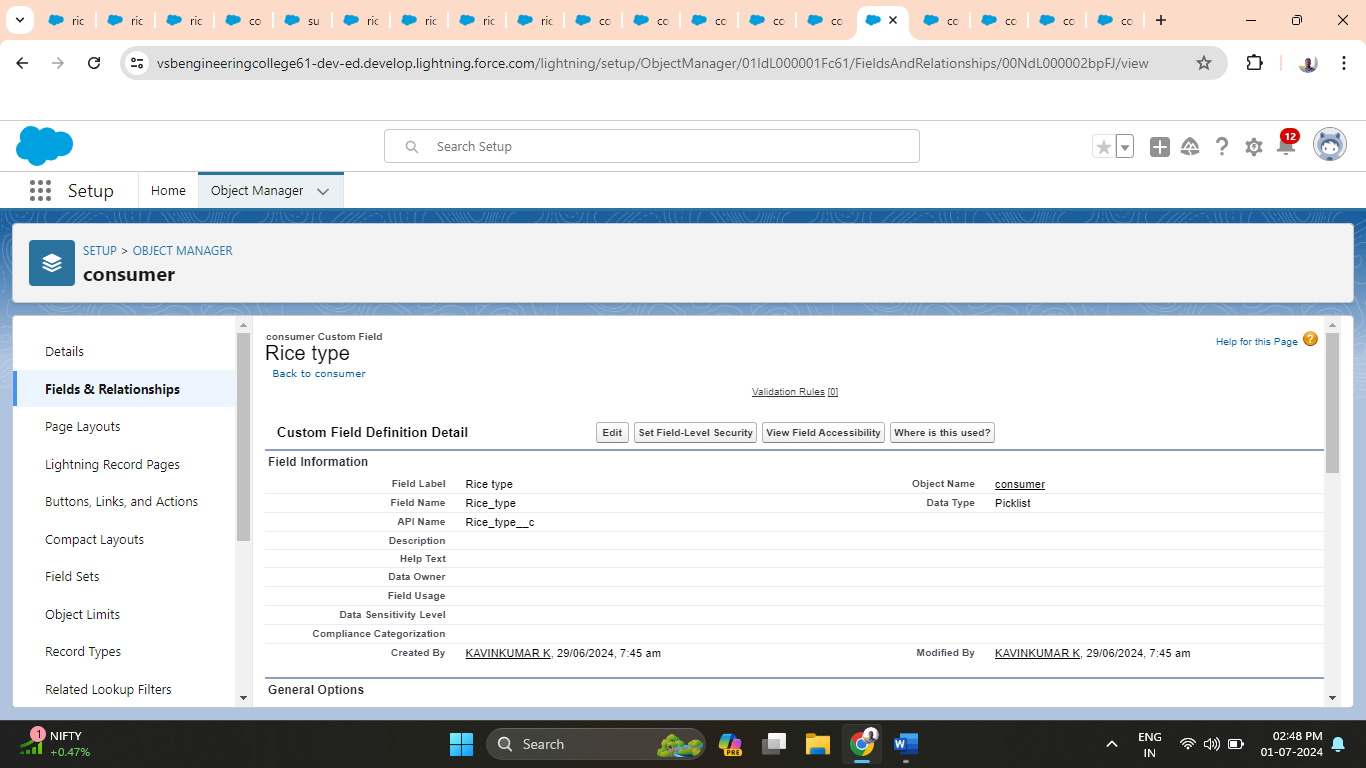 ric ric ric co su ric ric ric ric co co co co co co co co co
vsbengineeringcollege61-dev-ed.develop.lightning.force.com/lightning/setup/ObjectManager/01IdL000001Fc61/FieldsAndRelationships/00NdL000002bpFJ/view
Search Setup
12
Setup Home Object Manager
SETUP > OBJECT MANAGER
consumer
Details
Fields & Relationships
Page Layouts
Lightning Record Pages
Buttons, Links, and Actions
Compact Layouts
Field Sets
Object Limits
Record Types
Related Lookup Filters
consumer Custom Field
Rice type
Back to consumer
Help for this Page
Validation Rules [0]
Custom Field Definition Detail Edit Set Field-Level Security View Field Accessibility Where is this used?
Field Information
Field Label Rice type Object Name consumer
Field Name Rice_type Data Type Picklist
API Name Rice_type__c
Description
Help Text
Data Owner
Field Usage
Data Sensitivity Level
Compliance Categorization
Created By KAVINKUMAR K, 29/06/2024, 7:45 am Modified By KAVINKUMAR K, 29/06/2024, 7:45 am
General Options
1 NIFTY
+0.47%
Search
PRE
ENG
IN
02:48 PM
01-07-2024